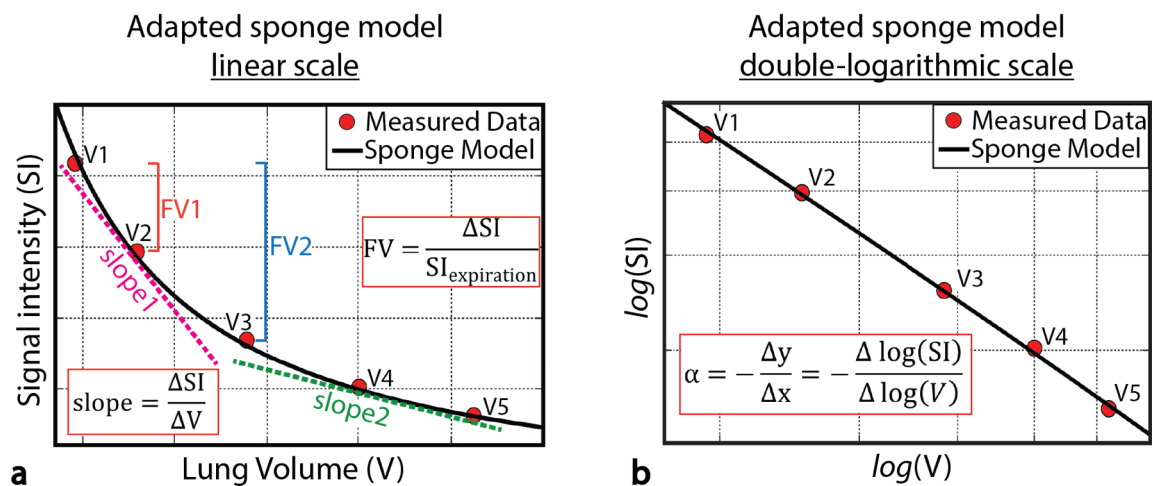 Adapted sponge model
linear scale
Signal intensity (SI)
Measured Data
Sponge Model
V1
V2
V3
V4
V5
FV1
FV2
slope1
slope2
FV = ΔSI / SI_expiration
slope = ΔSI / ΔV
a
Lung Volume (V)
Adapted sponge model
double-logarithmic scale
log(SI)
Measured Data
Sponge Model
V1
V2
V3
V4
V5
α = − Δy / Δx = − Δ log(SI) / Δ log(V)
b
log(V)